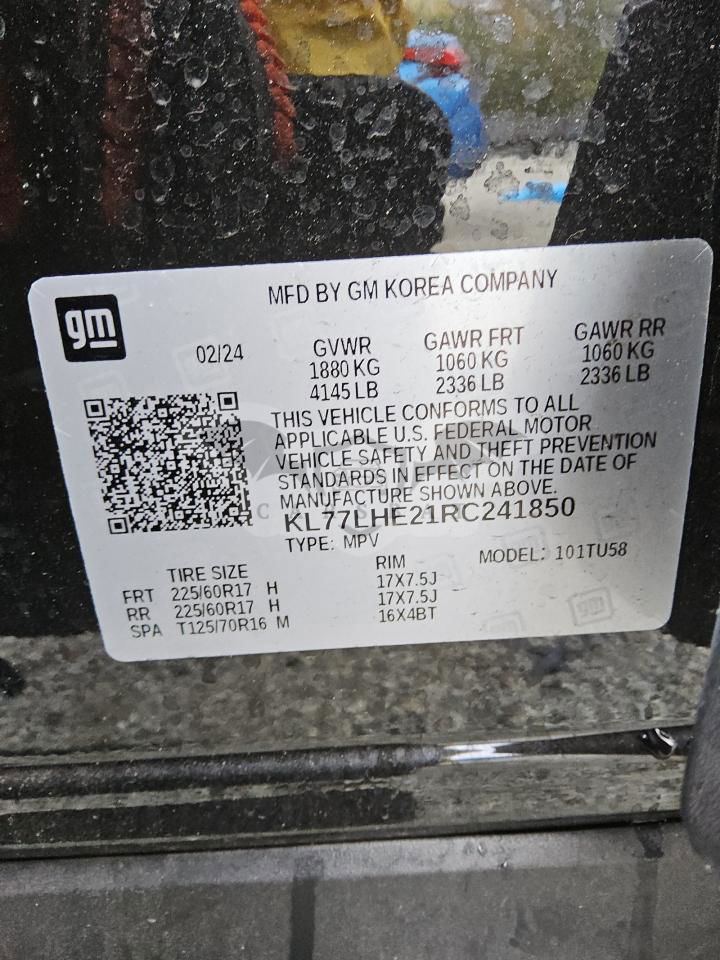 gm
MFD BY GM KOREA COMPANY
02/24
GVWR
1880 KG
4145 LB
GAWR FRT
1060 KG
2336 LB
GAWR RR
1060 KG
2336 LB
THIS VEHICLE CONFORMS TO ALL
APPLICABLE U.S. FEDERAL MOTOR
VEHICLE SAFETY AND THEFT PREVENTION
STANDARDS IN EFFECT ON THE DATE OF
MANUFACTURE SHOWN ABOVE.
KL77LHE21RC241850
TYPE: MPV
MODEL: 101TU58
TIRE SIZE
RIM
FRT 225/60R17 H 17X7.5J
RR 225/60R17 H 17X7.5J
SPA T125/70R16 M 16X4BT
gm